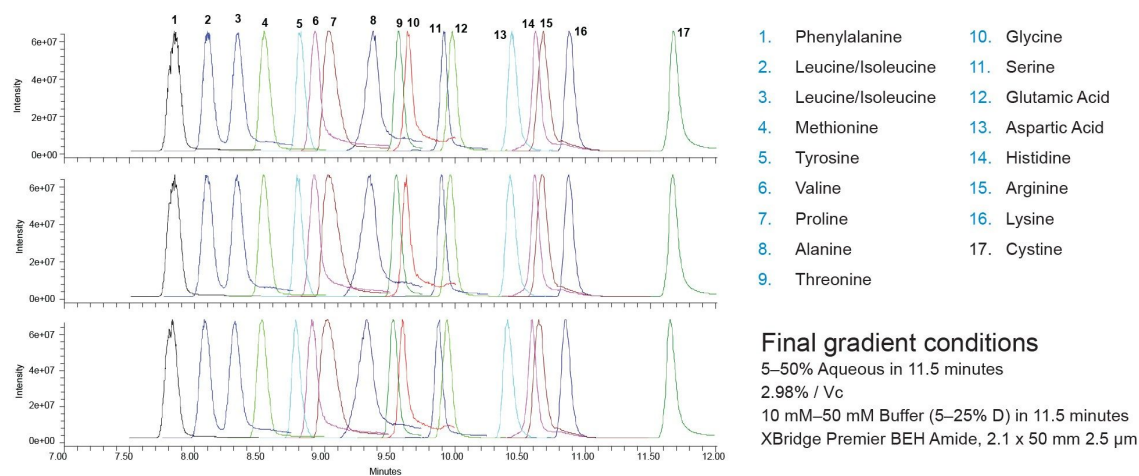 1 2 3 4 5 6 7 8 9 10 11 12 13 14 15 16 17
6e+07
4e+07
2e+07
0e+00
Intensity
6e+07
4e+07
2e+07
0e+00
Intensity
6e+07
4e+07
2e+07
0e+00
Intensity
7.00 7.50 8.00 8.50 9.00 9.50 10.00 10.50 11.00 11.50 12.00
Minutes
1. Phenylalanine
2. Leucine/Isoleucine
3. Leucine/Isoleucine
4. Methionine
5. Tyrosine
6. Valine
7. Proline
8. Alanine
9. Threonine
10. Glycine
11. Serine
12. Glutamic Acid
13. Aspartic Acid
14. Histidine
15. Arginine
16. Lysine
17. Cystine
Final gradient conditions
5–50% Aqueous in 11.5 minutes
2.98% / Vc
10 mM–50 mM Buffer (5–25% D) in 11.5 minutes
XBridge Premier BEH Amide, 2.1 x 50 mm 2.5 µm